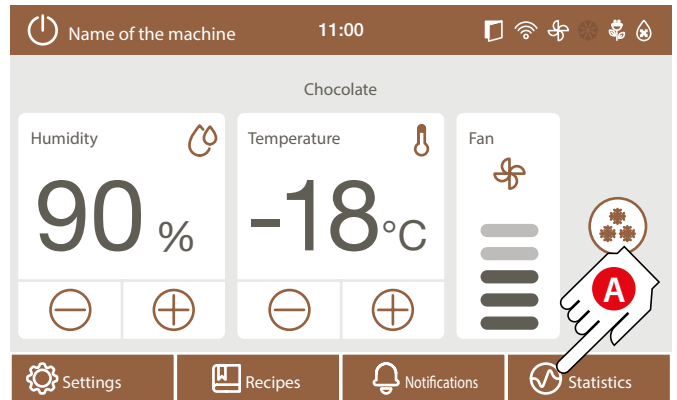 Name of the machine 11:00
Chocolate
Humidity Temperature Fan
90 % -18°C
A
Settings Recipes Notifications Statistics